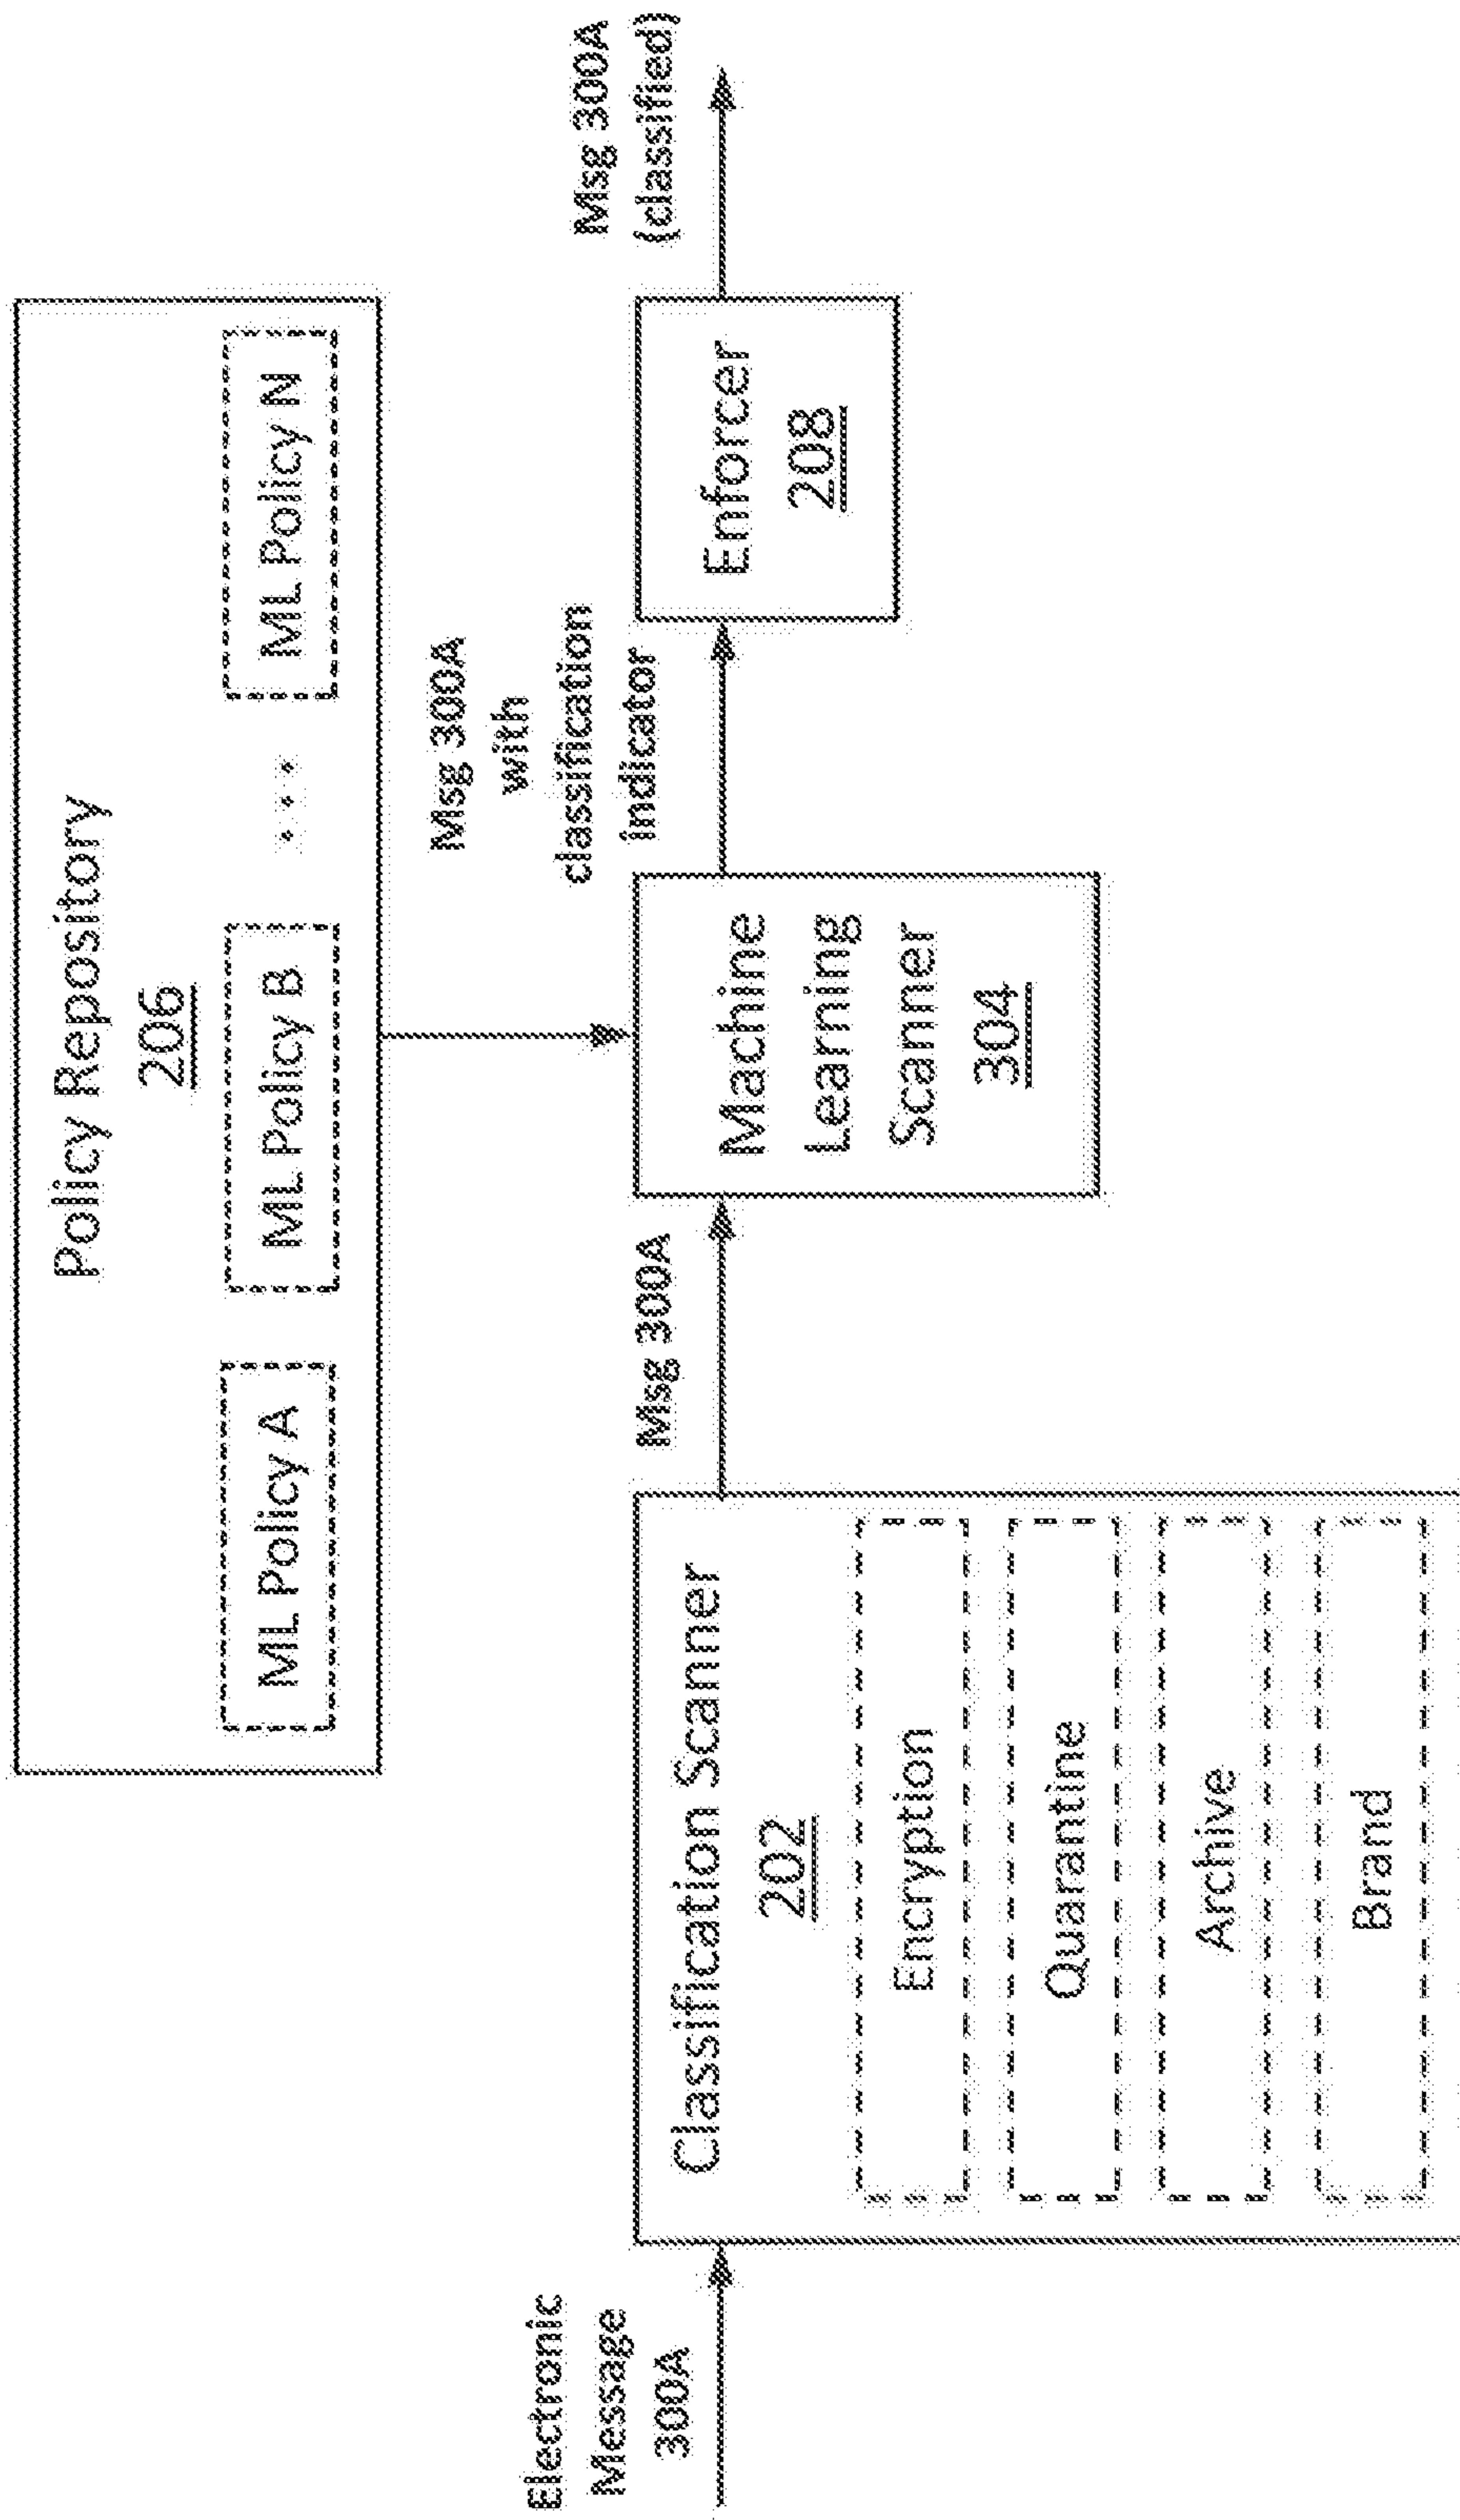 Policy Repository
206
ML Policy A
ML Policy B
...
ML Policy N
Electronic
Message
300A
Classification Scanner
202
Encryption
Quarantine
Archive
Brand
Msg 300A
Machine
Learning
Scanner
304
Msg 300A
with
classification
indicator
Enforcer
208
Msg 300A
(classified)